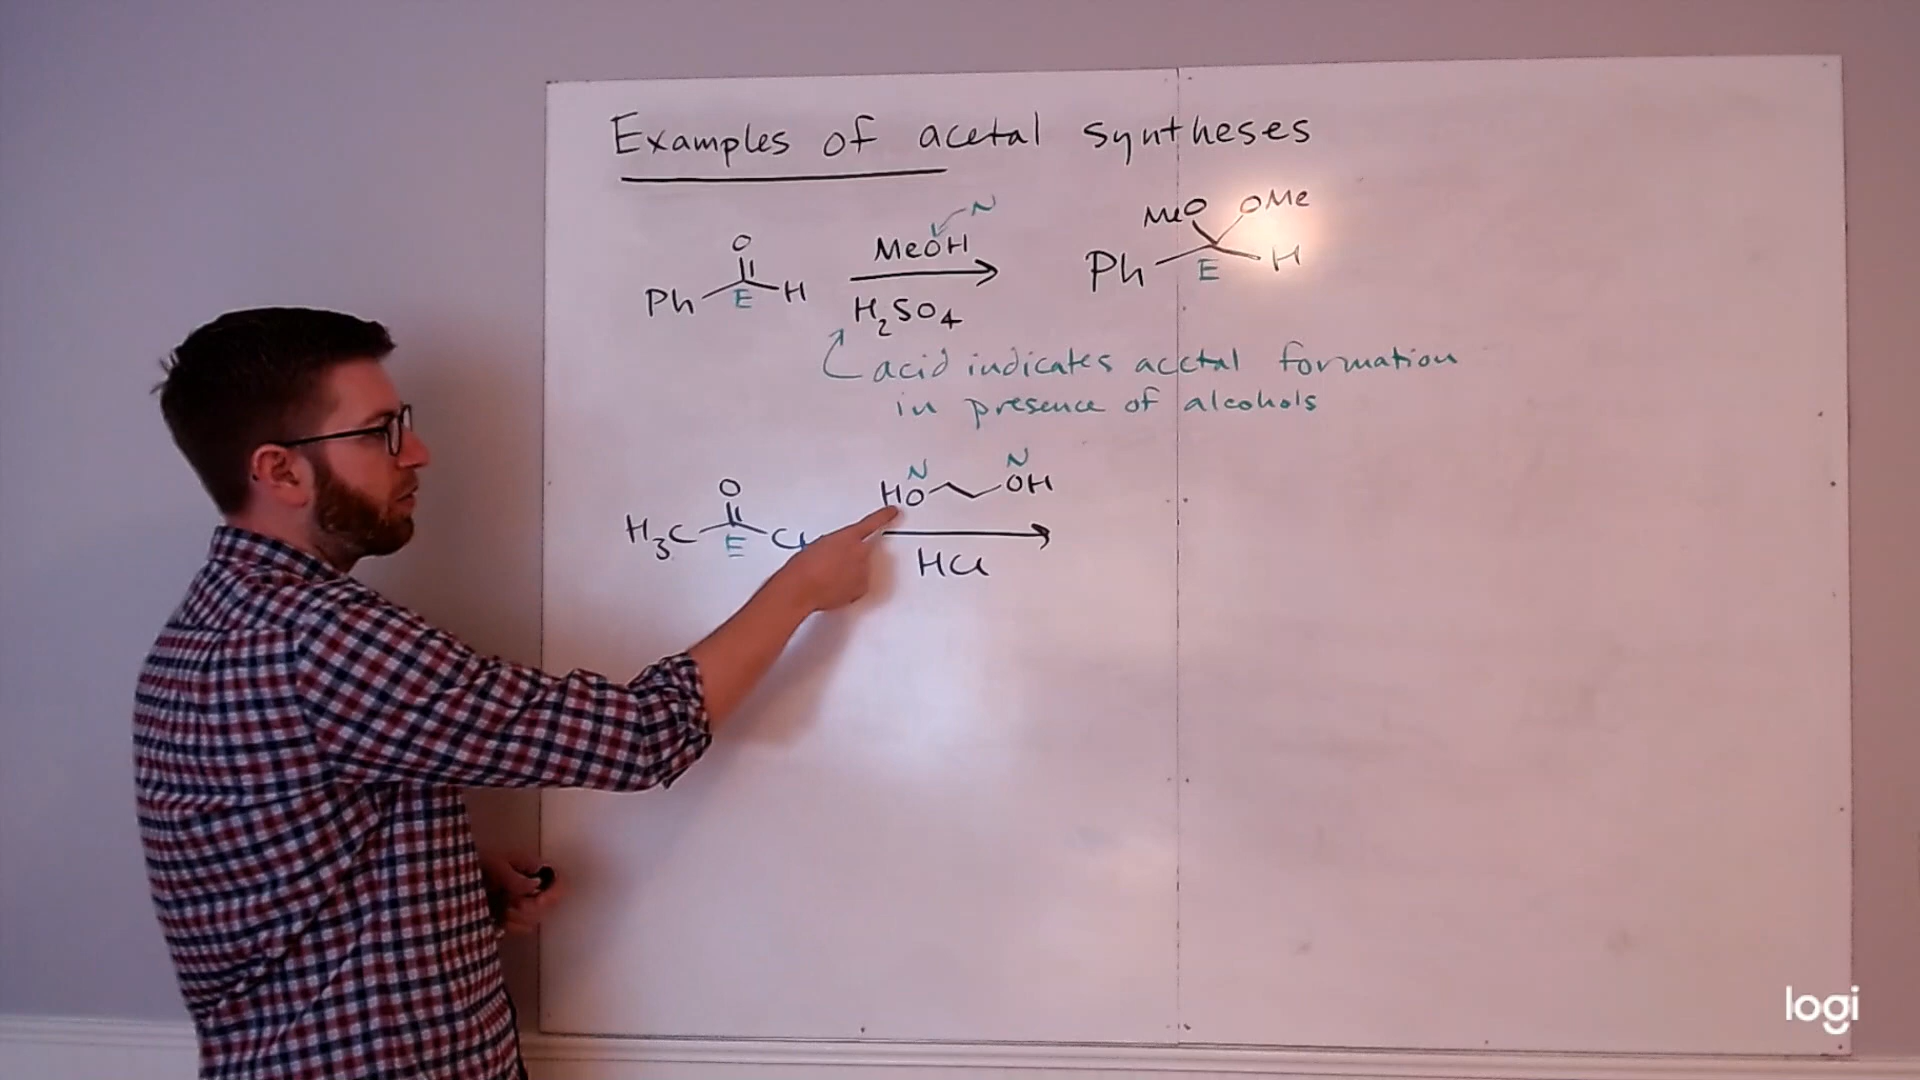 Examples of acetal syntheses
N
MeO OMe
O MeOH
Ph E H H2SO4 Ph E H
acid indicates acetal formation
in presence of alcohols
N N
O HO OH
H3C E
HCl
logi